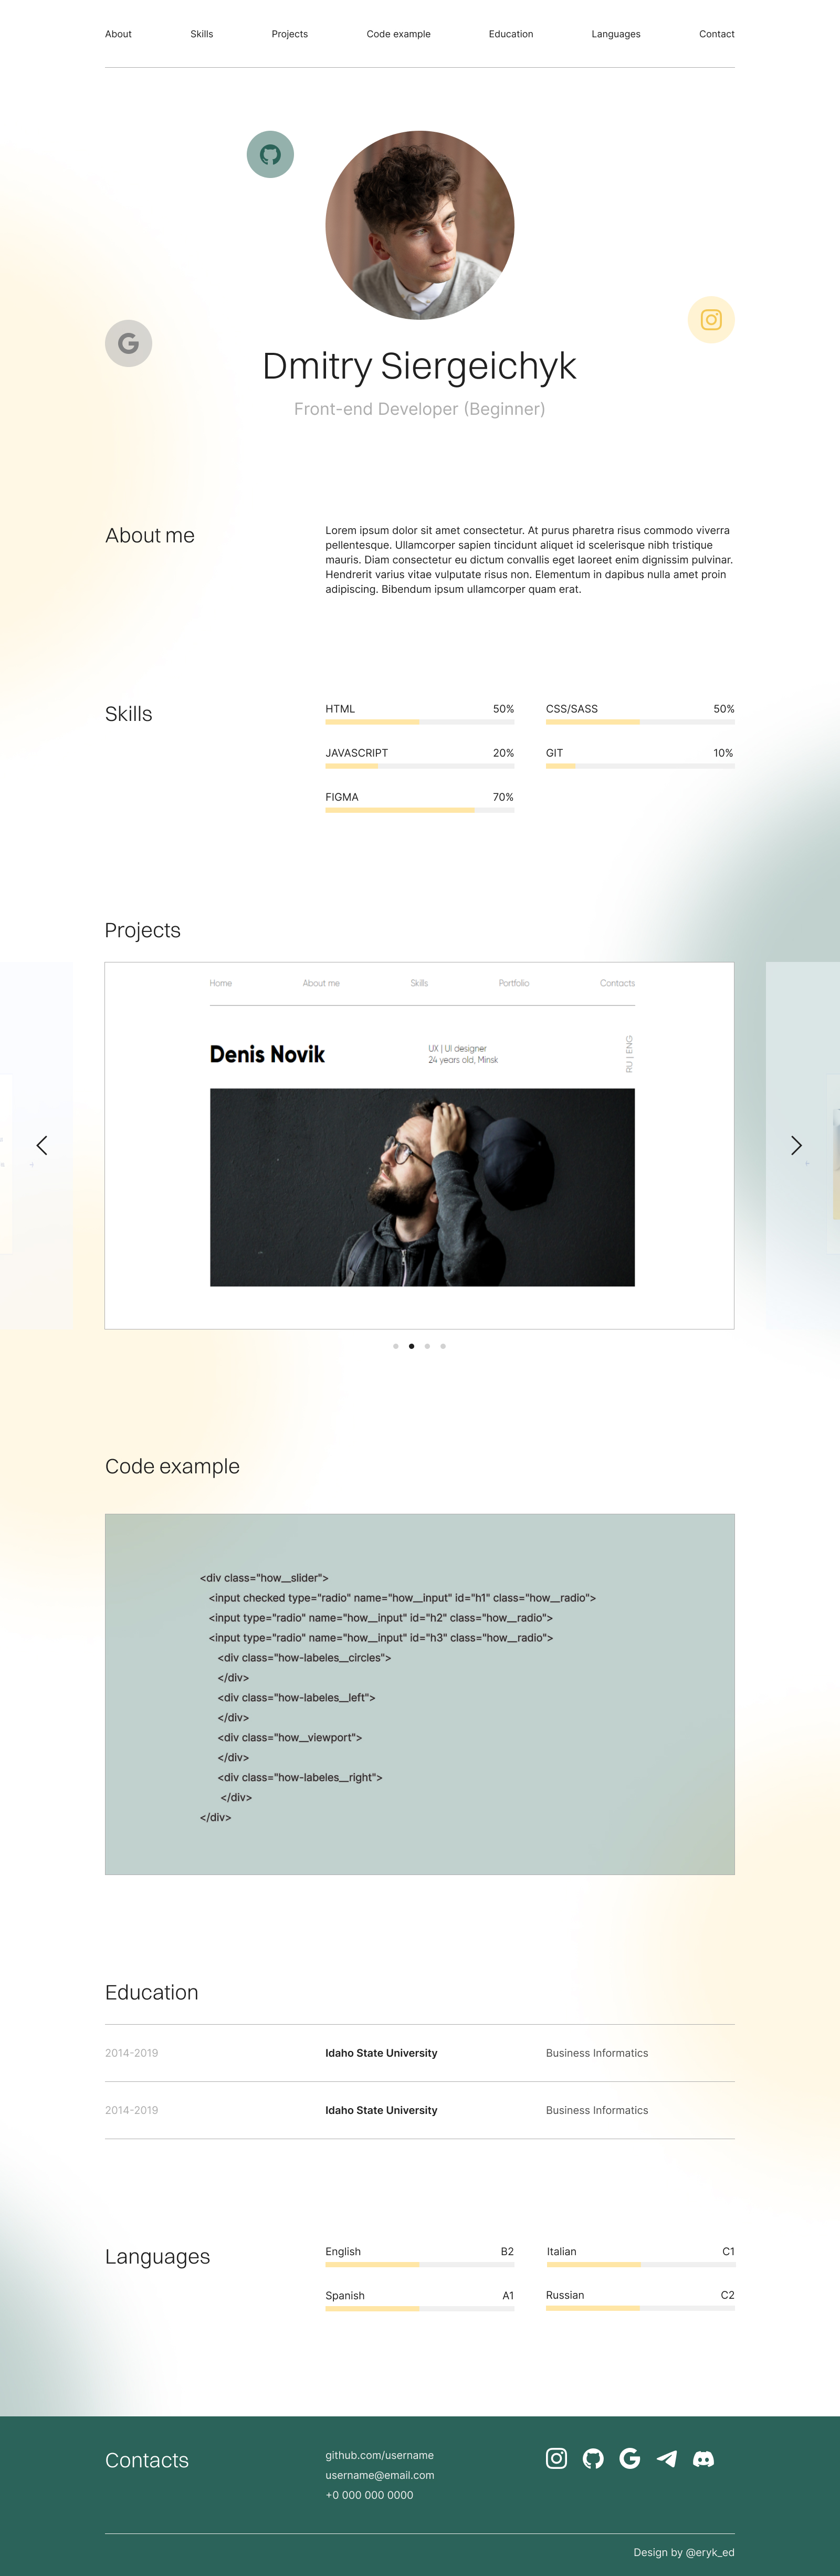 About Skills Projects Code example Education Languages Contact
Dmitry Siergeichyk
Front-end Developer (Beginner)
About me
Lorem ipsum dolor sit amet consectetur. At purus pharetra risus commodo viverra
pellentesque. Ullamcorper sapien tincidunt aliquet id scelerisque nibh tristique
mauris. Diam consectetur eu dictum convallis eget laoreet enim dignissim pulvinar.
Hendrerit varius vitae vulputate risus non. Elementum in dapibus nulla amet proin
adipiscing. Bibendum ipsum ullamcorper quam erat.
Skills
HTML 50% CSS/SASS 50%
JAVASCRIPT 20% GIT 10%
FIGMA 70%
Projects
Home About me Skills Portfolio Contacts
Denis Novik
UX | UI designer
24 years old, Minsk
RU | ENG
Code example
<div class="how__slider">
<input checked type="radio" name="how__input" id="h1" class="how__radio">
<input type="radio" name="how__input" id="h2" class="how__radio">
<input type="radio" name="how__input" id="h3" class="how__radio">
<div class="how-labeles__circles">
</div>
<div class="how-labeles__left">
</div>
<div class="how__viewport">
</div>
<div class="how-labeles__right">
</div>
</div>
Education
2014-2019 Idaho State University Business Informatics
2014-2019 Idaho State University Business Informatics
Languages
English B2 Italian C1
Spanish A1 Russian C2
Contacts
github.com/username
username@email.com
+0 000 000 0000
Design by @eryk_ed